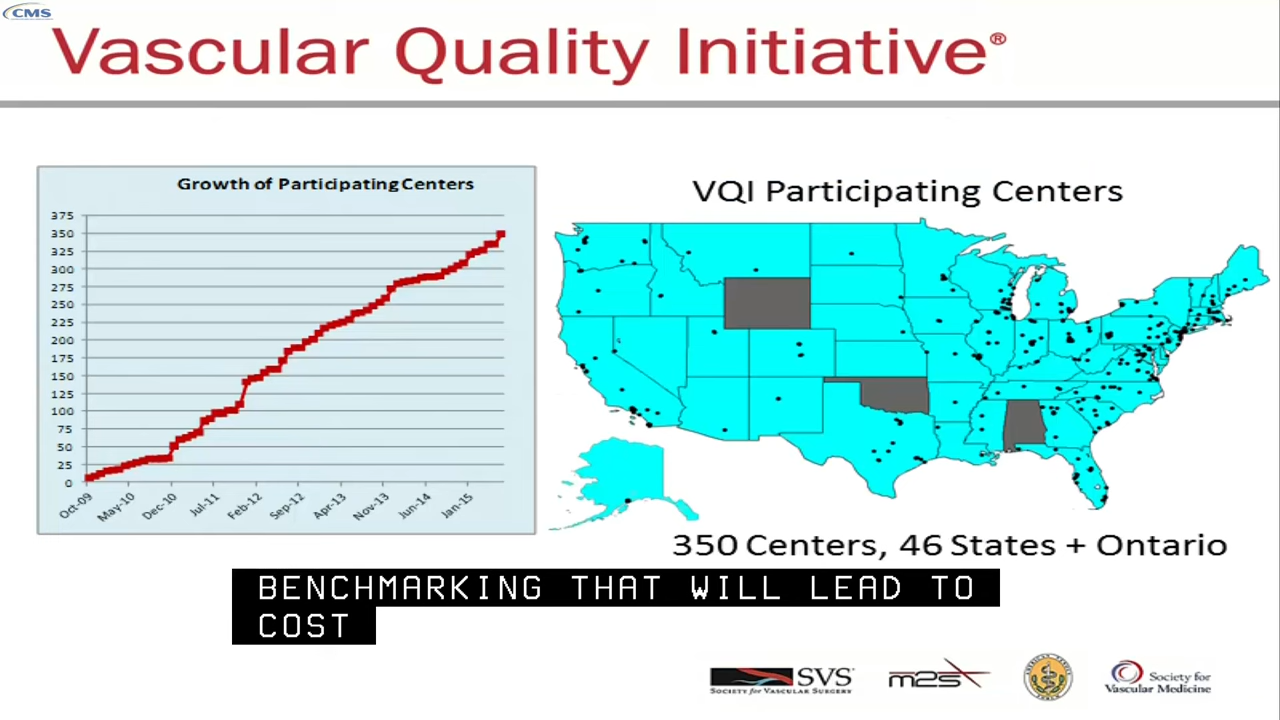 CMS
Vascular Quality Initiative®
Growth of Participating Centers
375
350
325
300
275
250
225
200
175
150
125
100
75
50
25
0
Oct-09
May-10
Dec-10
Jul-11
Feb-12
Sep-12
Apr-13
Nov-13
Jun-14
Jan-15
VQI Participating Centers
350 Centers, 46 States + Ontario
BENCHMARKING THAT WILL LEAD TO
COST
SVS
SOCIETY FOR VASCULAR SURGERY
m2s
Society for
Vascular Medicine